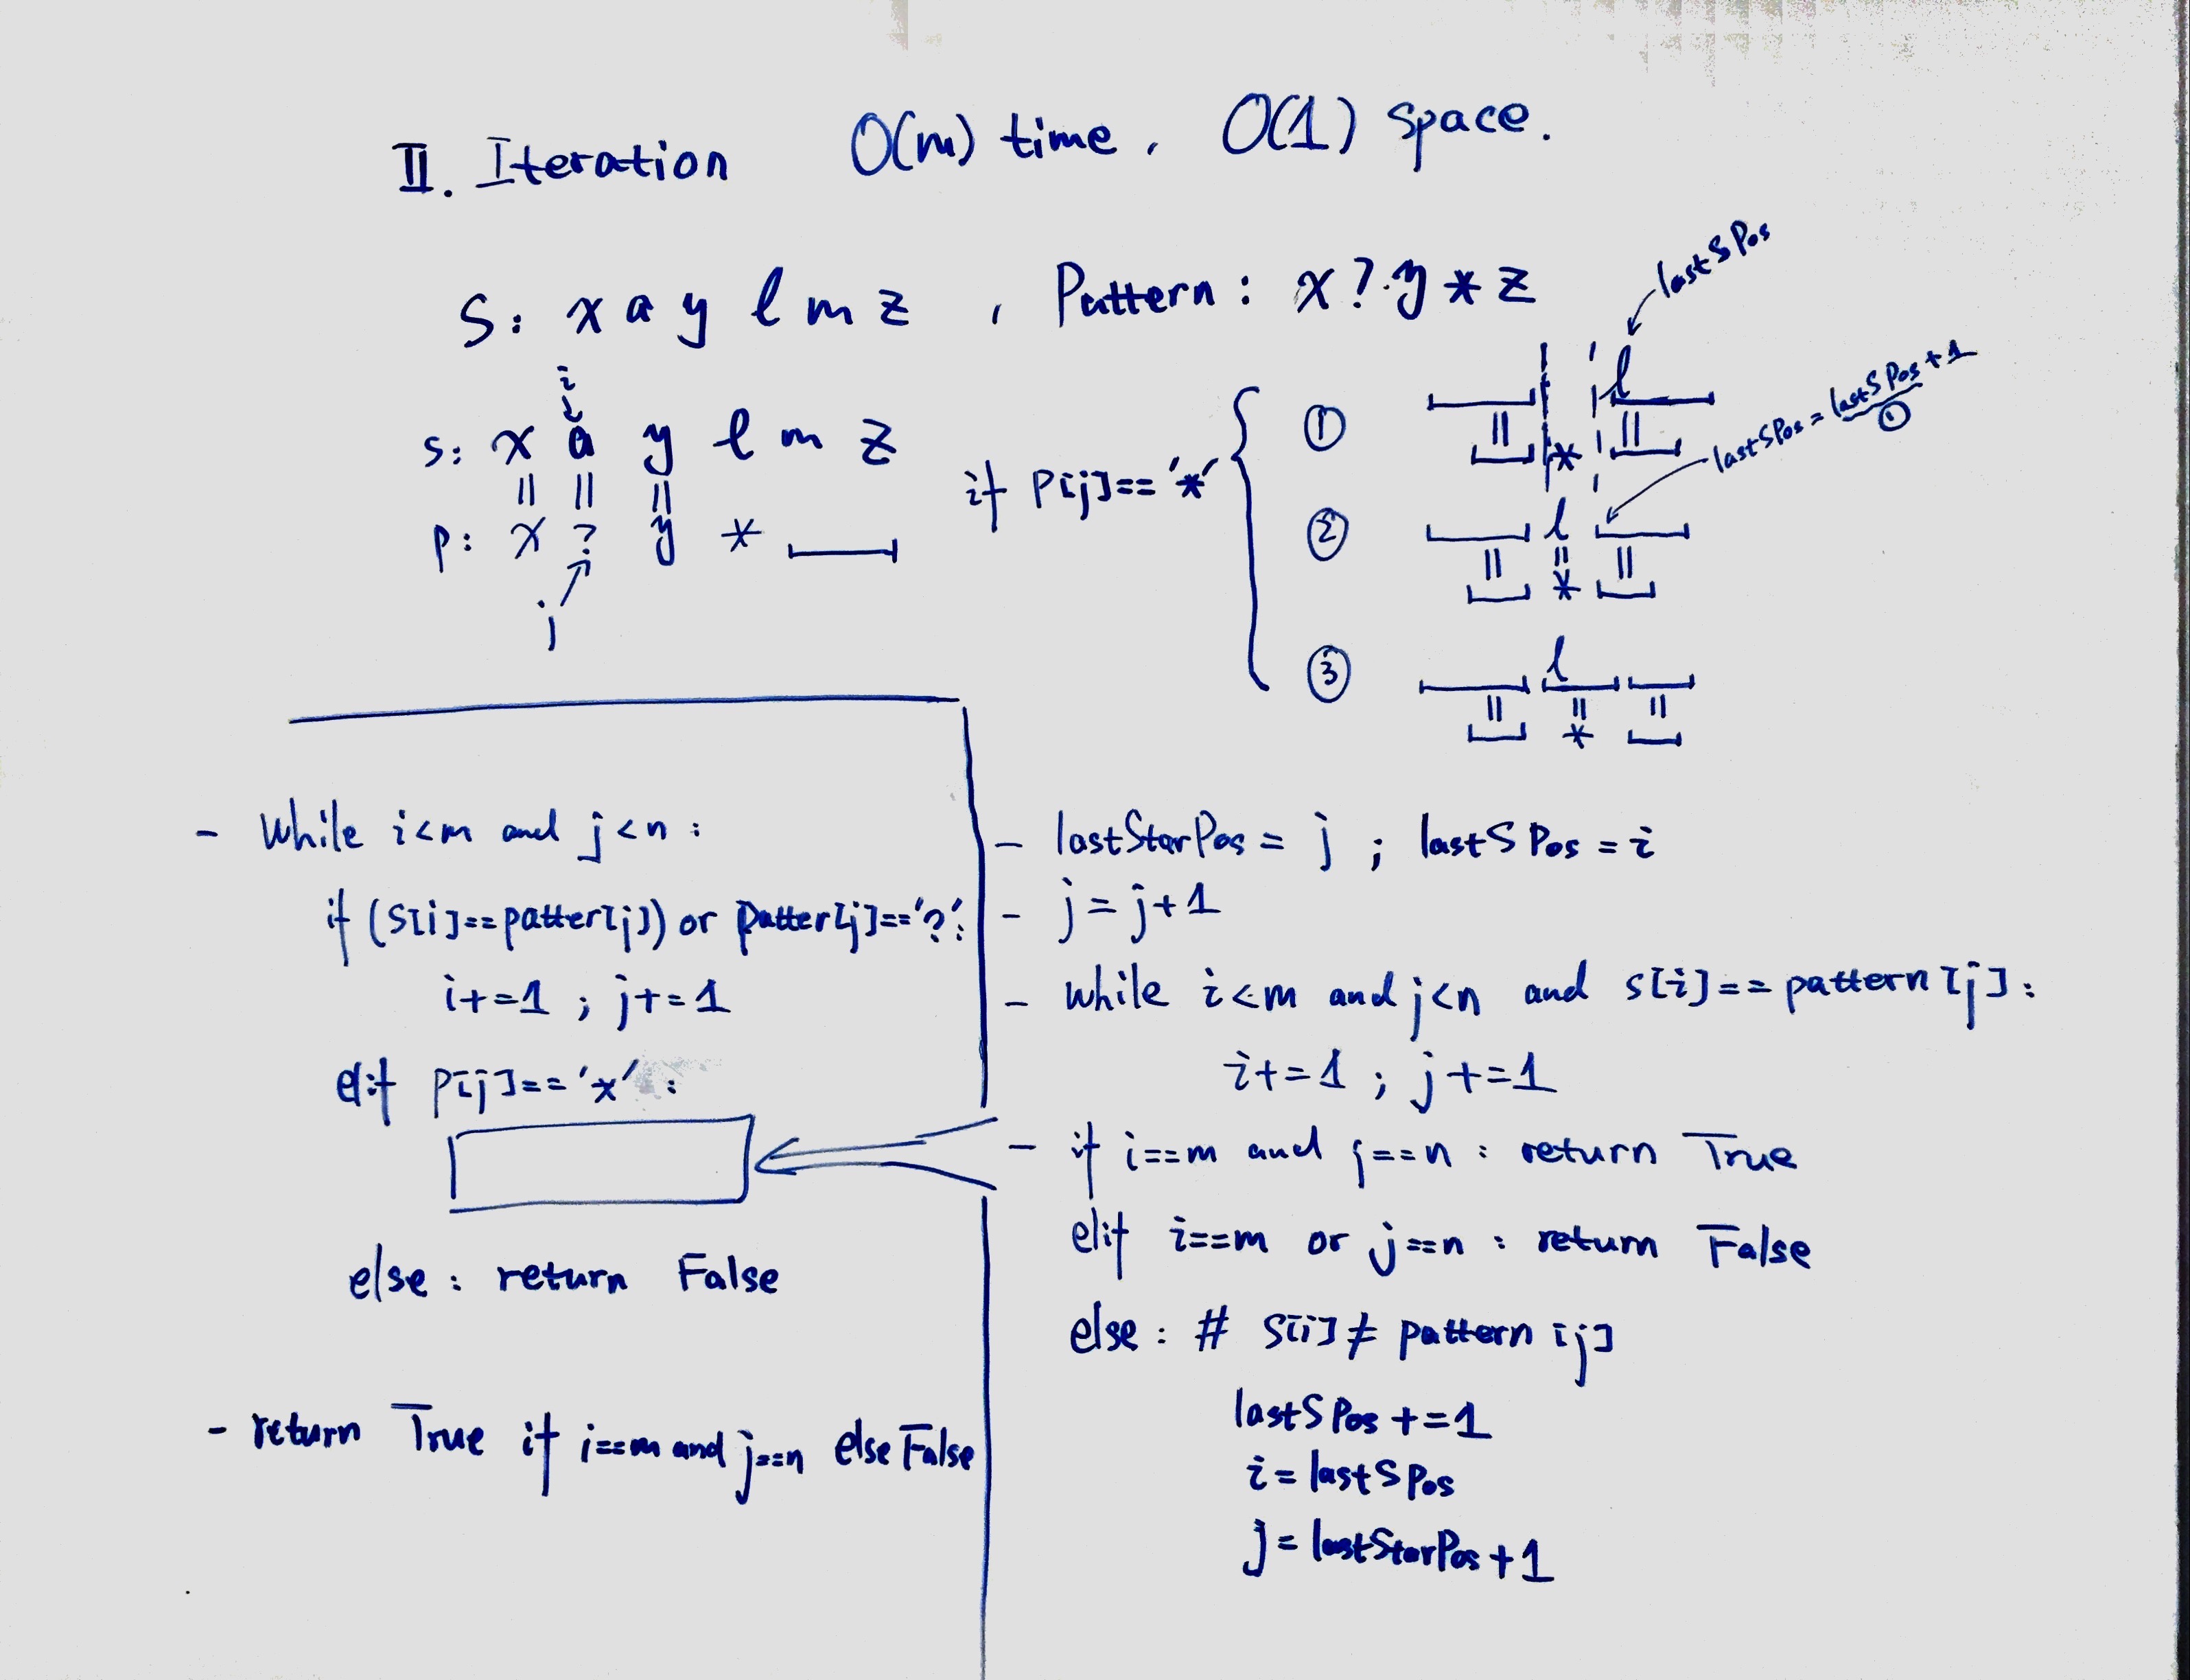 II. Iteration O(m) time, O(1) space.
S: x a y l m z , Pattern: x ? y * z
lastSPos
i
s: x a y l m z
p: x ? y *
j
if P[j]=='*'
① l
*
lastSPos = lastSPos+1
①
② l
*
③ l
*
- while i<m and j<n :
if (S[i]==patter[j]) or patter[j]=='?':
i+=1 ; j+=1
elif P[j]=='*' :
else : return False
- return True if i==m and j==n else False
- lastStarPos = j ; lastSPos = i
- j = j+1
- while i<m and j<n and s[i]==pattern[j] :
i+=1 ; j+=1
- if i==m and j==n : return True
elif i==m or j==n : return False
else : # S[i] ≠ pattern[j]
lastSPos +=1
i = lastSPos
j = lastStarPos+1